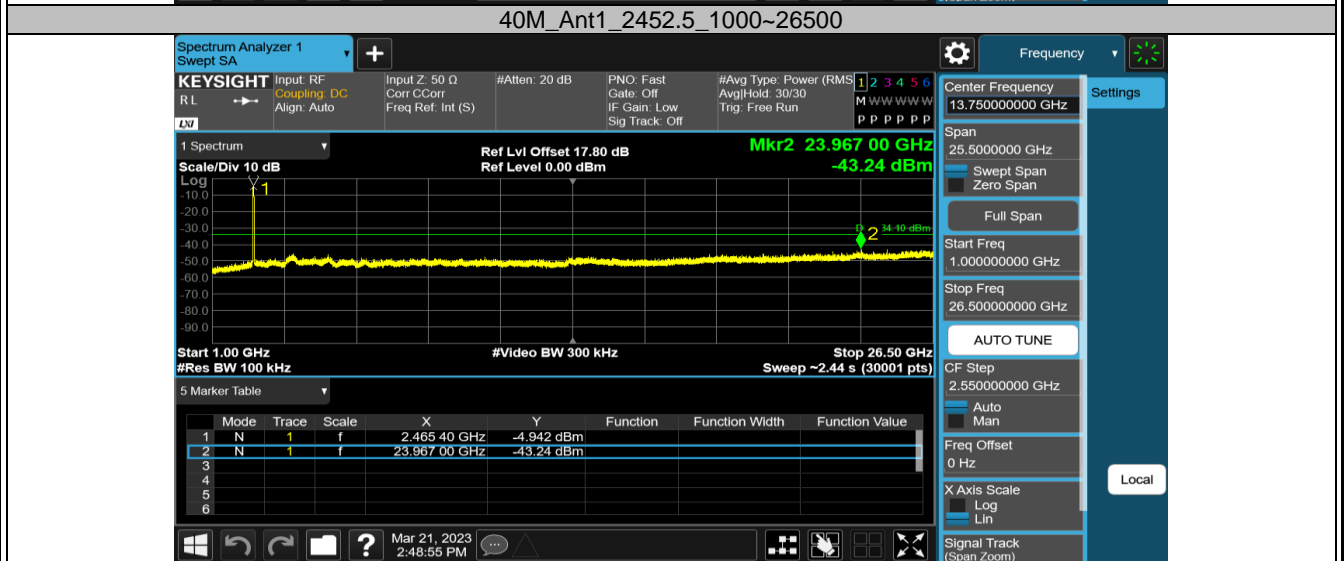 40M_Ant1_2452.5_1000~26500
Spectrum Analyzer 1
Swept SA
Frequency
KEYSIGHT
RL
LXI
Input: RF
Coupling: DC
Align: Auto
Input Z: 50 Ω
Corr CCorr
Freq Ref: Int (S)
#Atten: 20 dB
PNO: Fast
Gate: Off
IF Gain: Low
Sig Track: Off
#Avg Type: Power (RMS
Avg|Hold: 30/30
Trig: Free Run
1 2 3 4 5 6
M W W W W W
P P P P P P
Center Frequency
13.750000000 GHz
Settings
1 Spectrum
Scale/Div 10 dB
Ref Lvl Offset 17.80 dB
Ref Level 0.00 dBm
Mkr2 23.967 00 GHz
-43.24 dBm
Span
25.5000000 GHz
Swept Span
Zero Span
Full Span
Start Freq
1.000000000 GHz
Stop Freq
26.500000000 GHz
AUTO TUNE
CF Step
2.550000000 GHz
Auto
Man
Freq Offset
0 Hz
X Axis Scale
Log
Lin
Signal Track
(Span Zoom)
Local
Log
1
-10.0
-20.0
-30.0
34.10 dBm
2
-40.0
-50.0
-60.0
-70.0
-80.0
-90.0
Start 1.00 GHz
#Video BW 300 kHz
Stop 26.50 GHz
#Res BW 100 kHz
Sweep ~2.44 s (30001 pts)
5 Marker Table
Mode Trace Scale X Y Function Function Width Function Value
1 N 1 f 2.465 40 GHz -4.942 dBm
2 N 1 f 23.967 00 GHz -43.24 dBm
3
4
5
6
?
Mar 21, 2023
2:48:55 PM